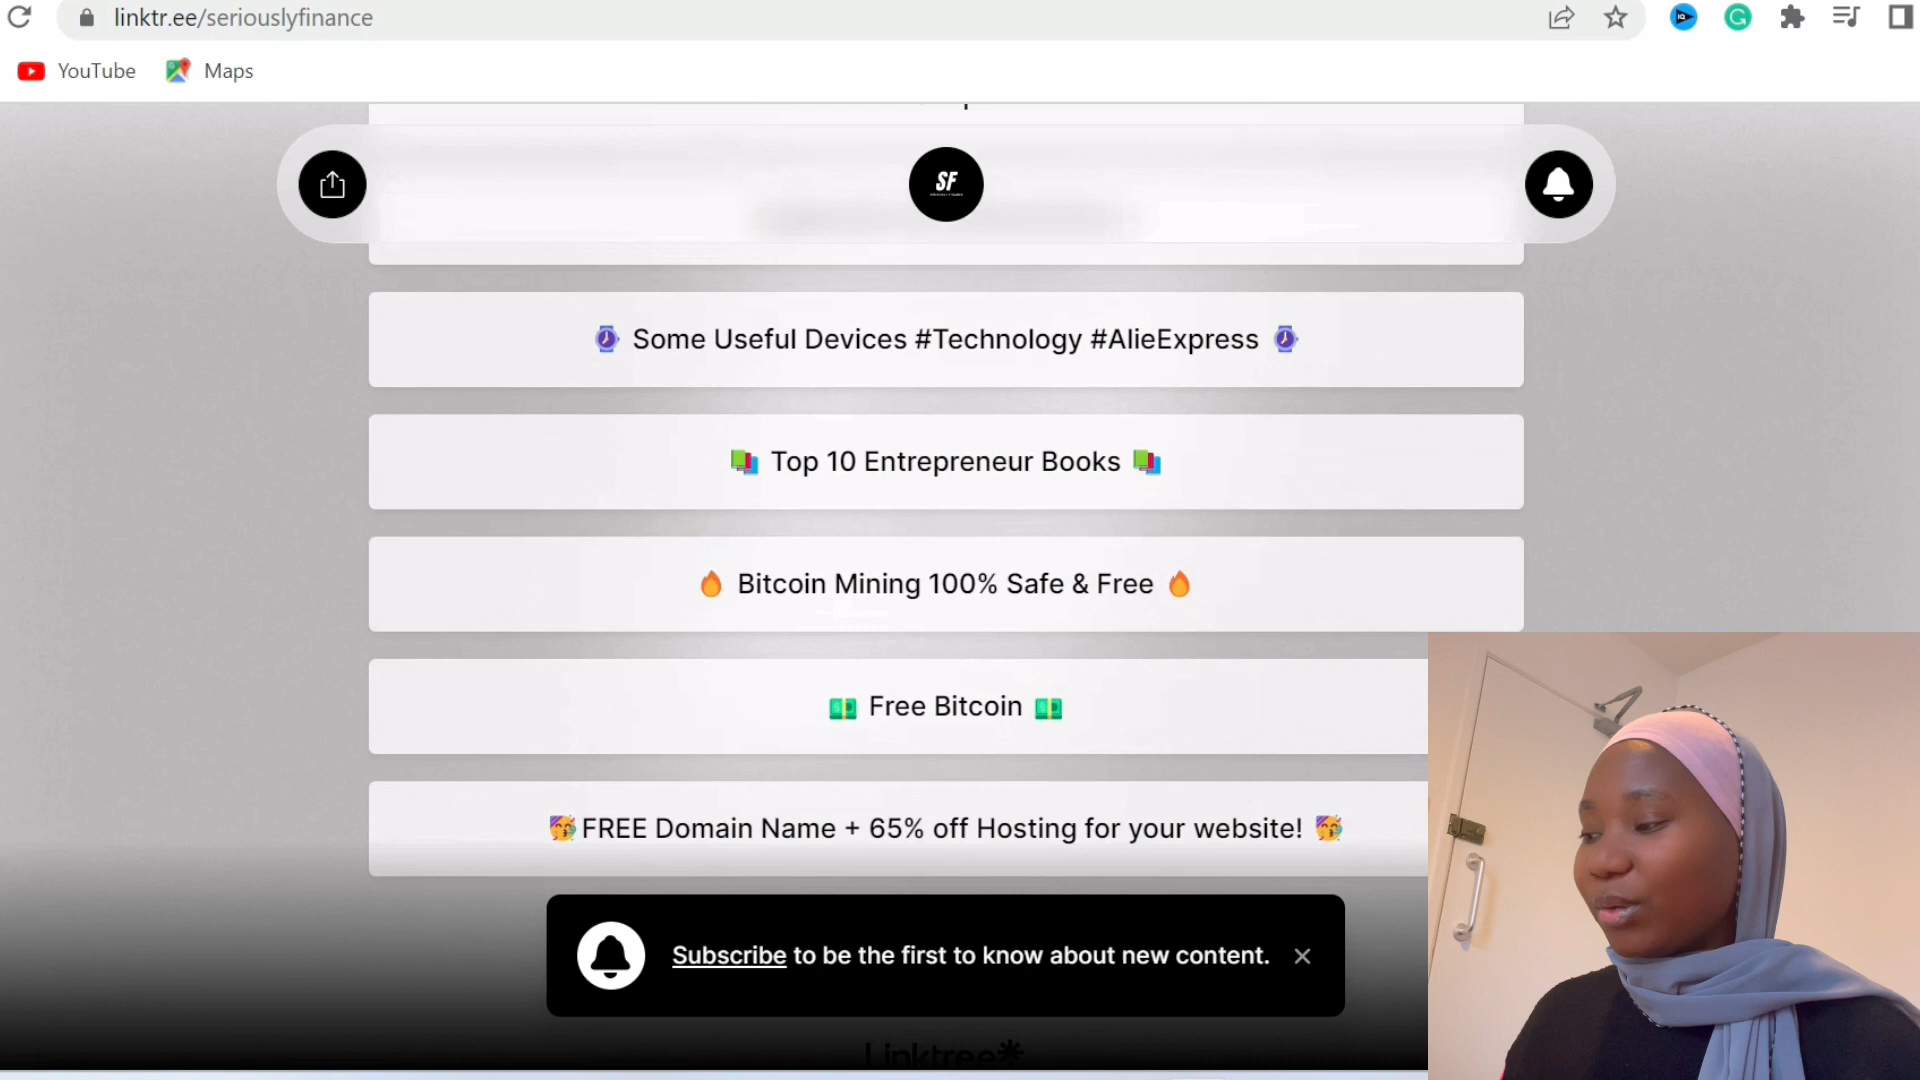 linktr.ee/seriouslyfinance
YouTube
Maps
SF
Some Useful Devices #Technology #AlieExpress
Top 10 Entrepreneur Books
Bitcoin Mining 100% Safe & Free
Free Bitcoin
FREE Domain Name + 65% off Hosting for your website!
Subscribe to be the first to know about new content.
Linktree